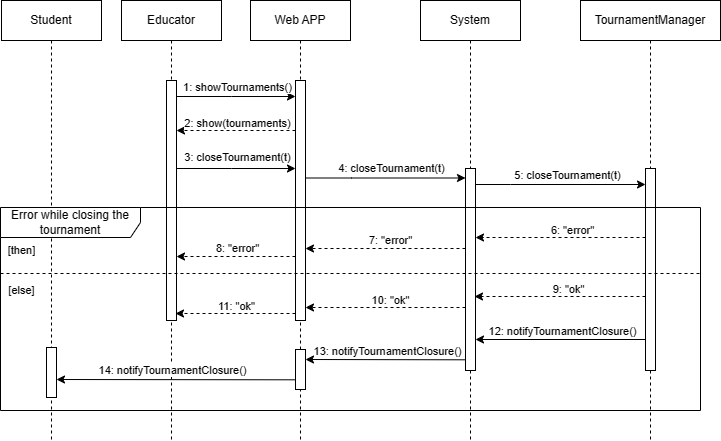 Student
Educator
Web APP
System
TournamentManager
1: showTournaments()
2: show(tournaments)
3: closeTournament(t)
4: closeTournament(t)
5: closeTournament(t)
Error while closing the
tournament
6: "error"
7: "error"
8: "error"
[then]
[else]
9: "ok"
10: "ok"
11: "ok"
12: notifyTournamentClosure()
13: notifyTournamentClosure()
14: notifyTournamentClosure()